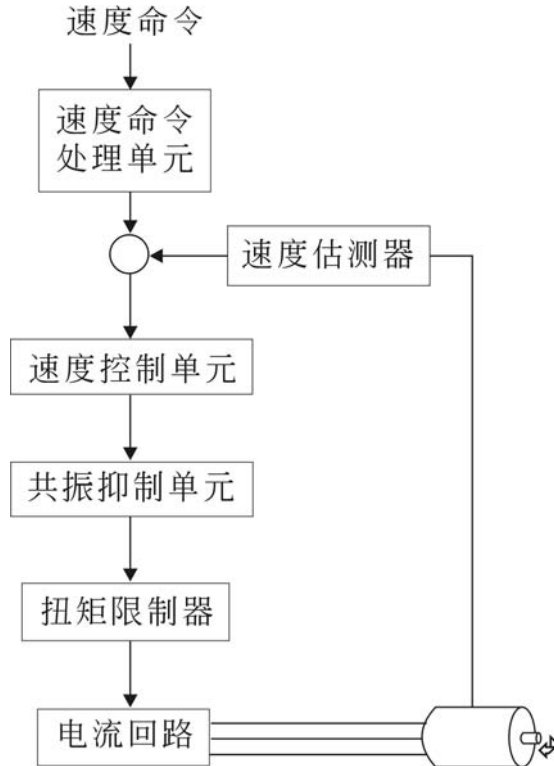 速度命令
速度命令
处理单元
速度估测器
速度控制单元
共振抑制单元
扭矩限制器
电流回路